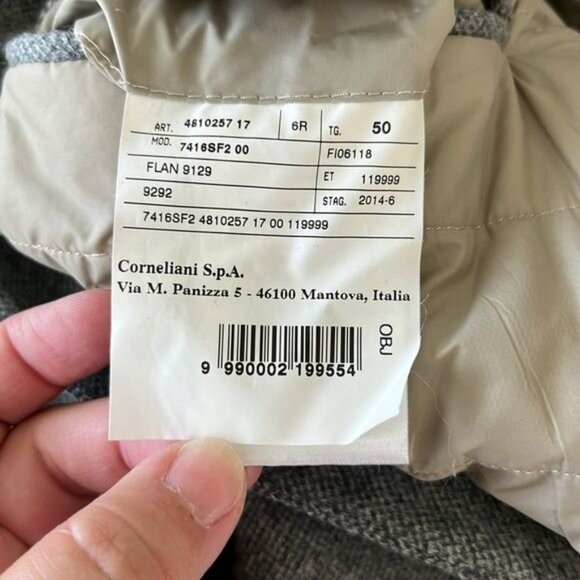 ART. 4810257 17 6R TG. 50
MOD. 7416SF2 00 FI06118
FLAN 9129 ET 119999
9292 STAG. 2014-6
7416SF2 4810257 17 00 119999
Corneliani S.p.A.
Via M. Panizza 5 - 46100 Mantova, Italia
OBJ
9 990002 199554